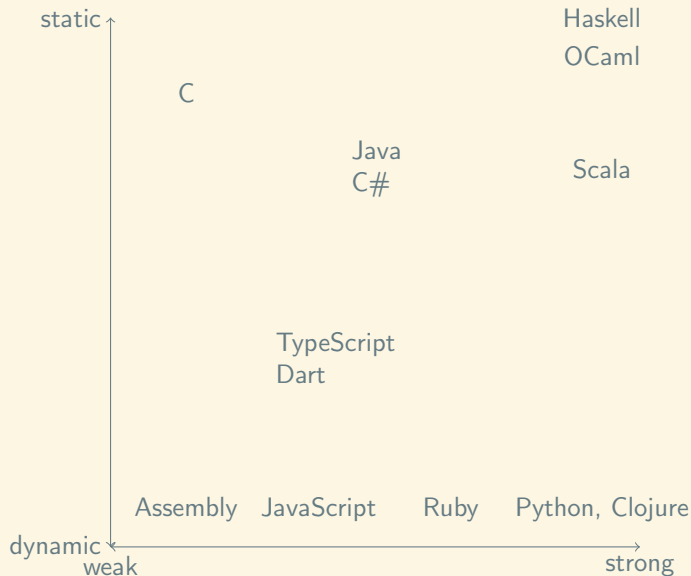 static
Haskell
OCaml
C
Java
C#
Scala
TypeScript
Dart
Assembly
JavaScript
Ruby
Python, Clojure
dynamic
weak
strong